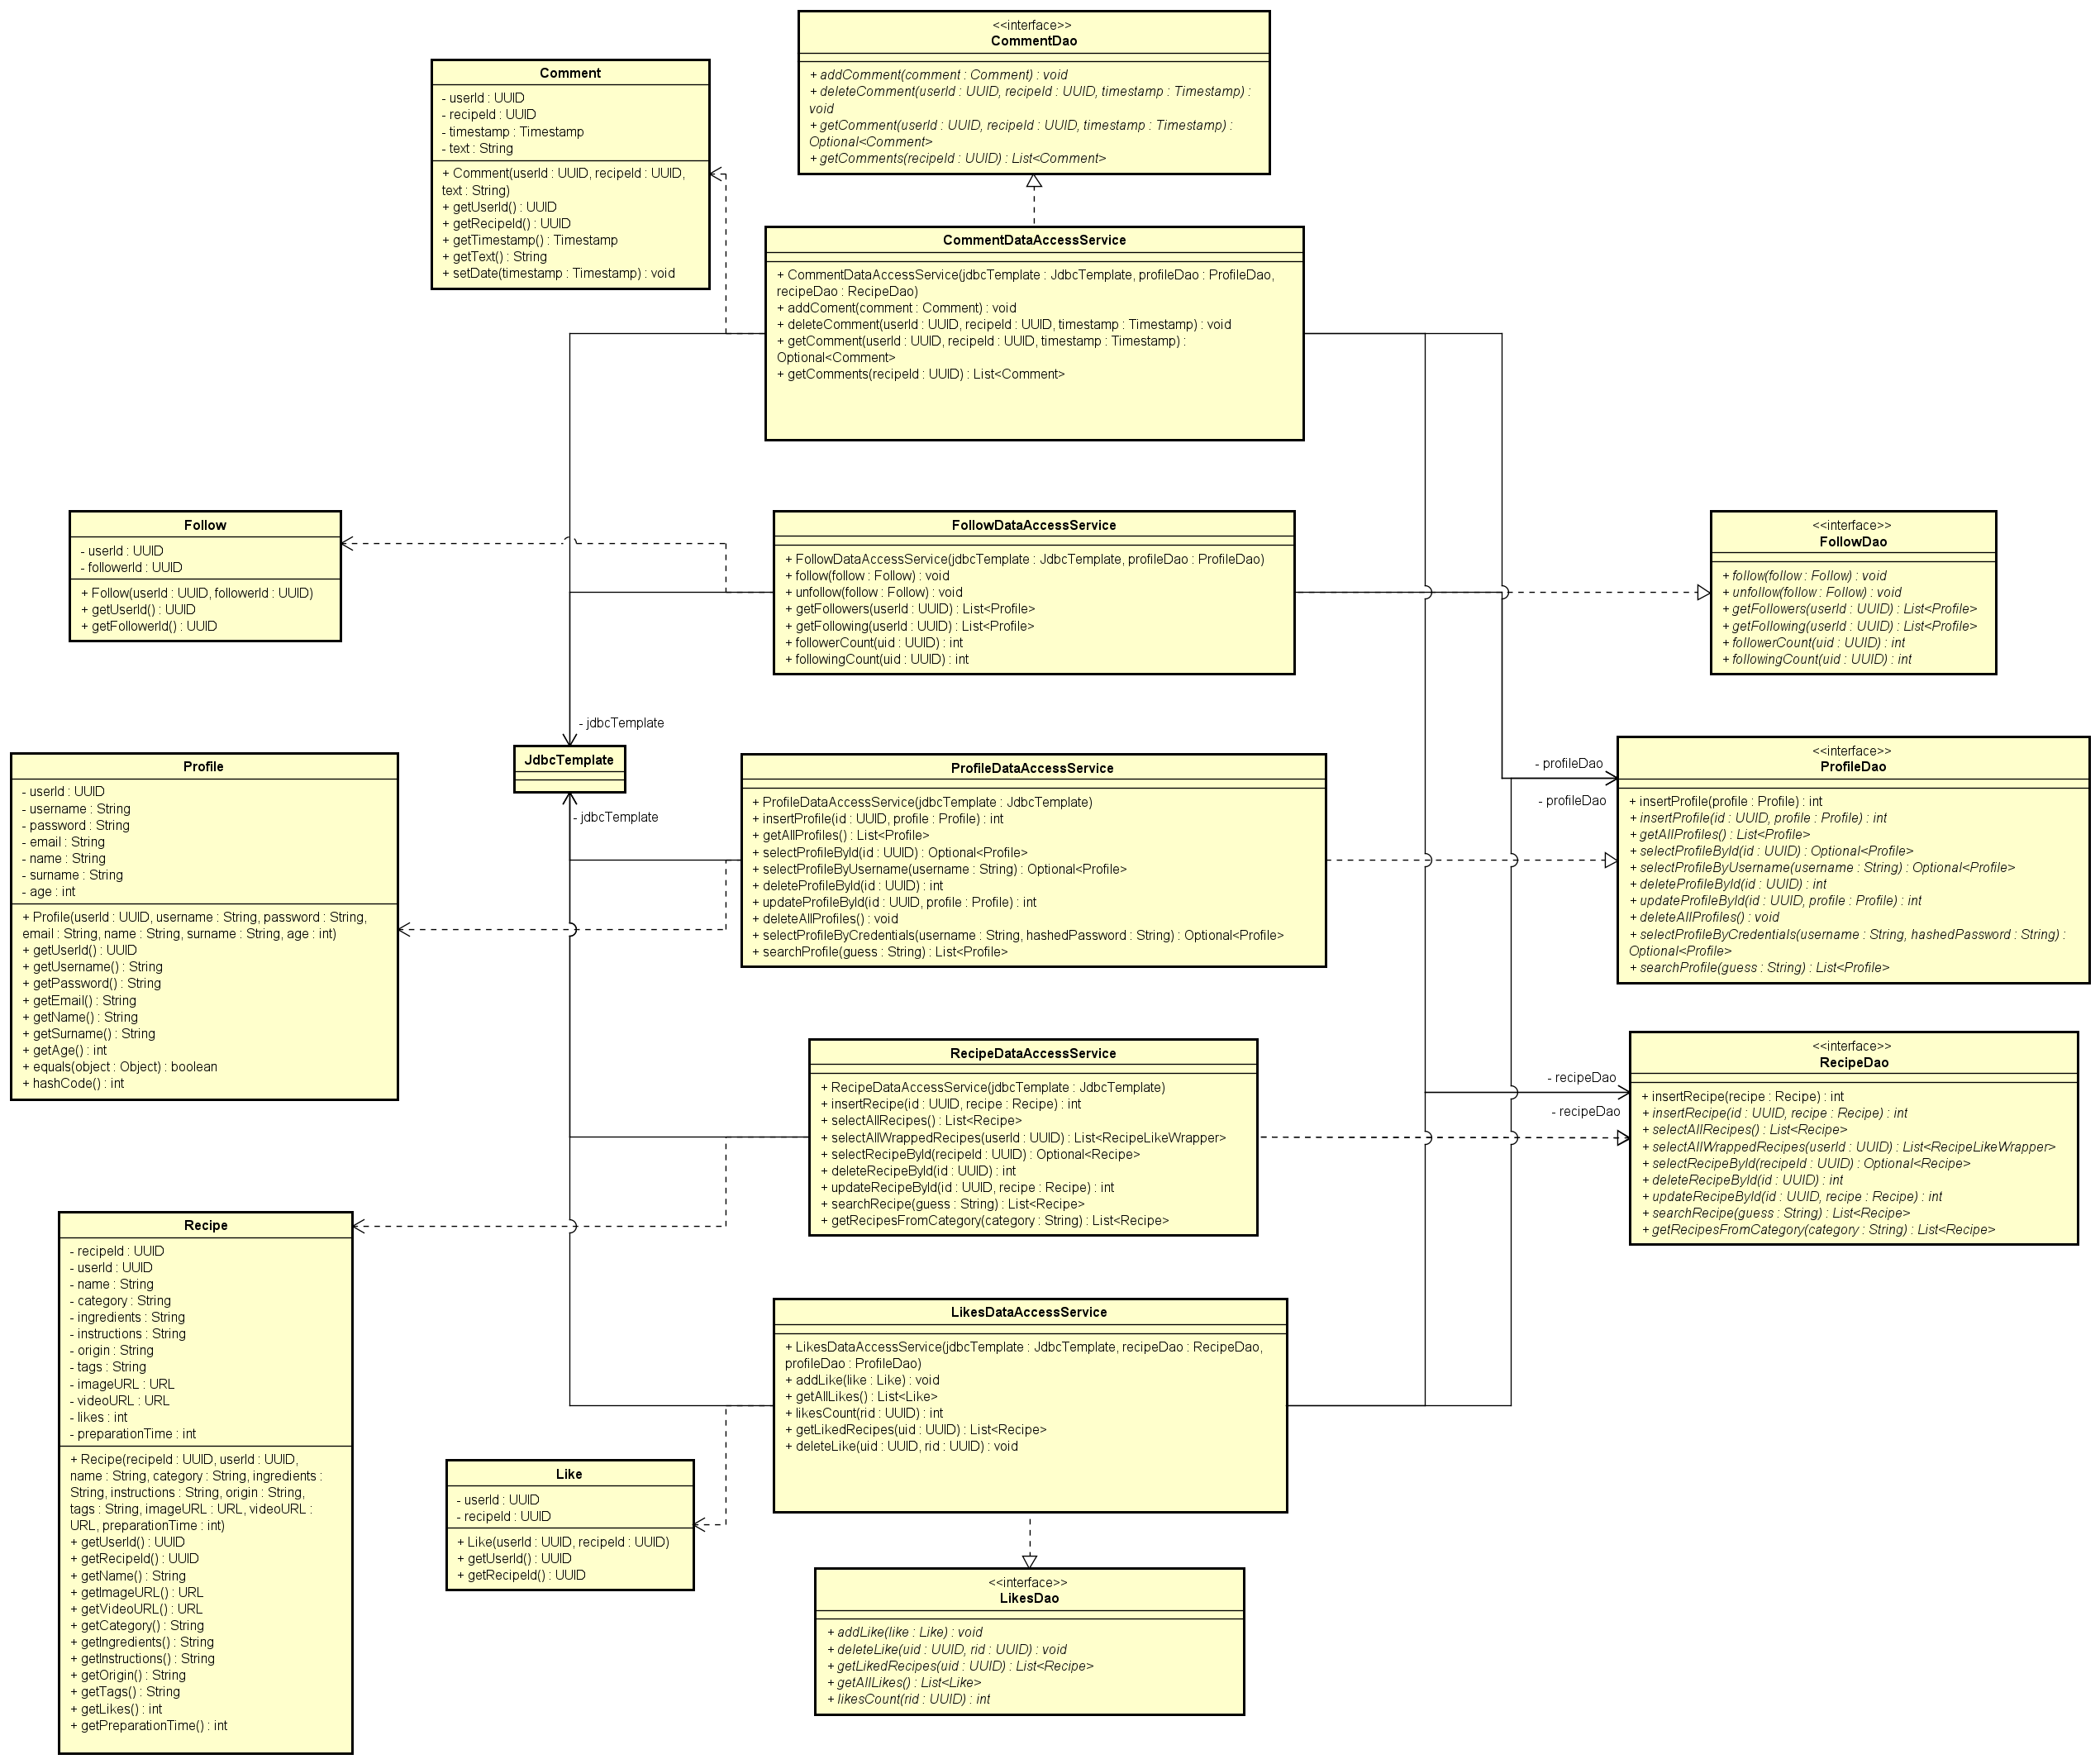 <<interface>>
CommentDao
+ addComment(comment : Comment) : void
+ deleteComment(userId : UUID, recipeId : UUID, timestamp : Timestamp) :
void
+ getComment(userId : UUID, recipeId : UUID, timestamp : Timestamp) :
Optional<Comment>
+ getComments(recipeId : UUID) : List<Comment>
Comment
- userId : UUID
- recipeId : UUID
- timestamp : Timestamp
- text : String
+ Comment(userId : UUID, recipeId : UUID,
text : String)
+ getUserId() : UUID
+ getRecipeId() : UUID
+ getTimestamp() : Timestamp
+ getText() : String
+ setDate(timestamp : Timestamp) : void
CommentDataAccessService
+ CommentDataAccessService(jdbcTemplate : JdbcTemplate, profileDao : ProfileDao,
recipeDao : RecipeDao)
+ addComent(comment : Comment) : void
+ deleteComment(userId : UUID, recipeId : UUID, timestamp : Timestamp) : void
+ getComment(userId : UUID, recipeId : UUID, timestamp : Timestamp) :
Optional<Comment>
+ getComments(recipeId : UUID) : List<Comment>
Follow
- userId : UUID
- followerId : UUID
+ Follow(userId : UUID, followerId : UUID)
+ getUserId() : UUID
+ getFollowerId() : UUID
FollowDataAccessService
+ FollowDataAccessService(jdbcTemplate : JdbcTemplate, profileDao : ProfileDao)
+ follow(follow : Follow) : void
+ unfollow(follow : Follow) : void
+ getFollowers(userId : UUID) : List<Profile>
+ getFollowing(userId : UUID) : List<Profile>
+ followerCount(uid : UUID) : int
+ followingCount(uid : UUID) : int
<<interface>>
FollowDao
+ follow(follow : Follow) : void
+ unfollow(follow : Follow) : void
+ getFollowers(userId : UUID) : List<Profile>
+ getFollowing(userId : UUID) : List<Profile>
+ followerCount(uid : UUID) : int
+ followingCount(uid : UUID) : int
- jdbcTemplate
JdbcTemplate
- jdbcTemplate
Profile
- userId : UUID
- username : String
- password : String
- email : String
- name : String
- surname : String
- age : int
+ Profile(userId : UUID, username : String, password : String,
email : String, name : String, surname : String, age : int)
+ getUserId() : UUID
+ getUsername() : String
+ getPassword() : String
+ getEmail() : String
+ getName() : String
+ getSurname() : String
+ getAge() : int
+ equals(object : Object) : boolean
+ hashCode() : int
ProfileDataAccessService
+ ProfileDataAccessService(jdbcTemplate : JdbcTemplate)
+ insertProfile(id : UUID, profile : Profile) : int
+ getAllProfiles() : List<Profile>
+ selectProfileById(id : UUID) : Optional<Profile>
+ selectProfileByUsername(username : String) : Optional<Profile>
+ deleteProfileById(id : UUID) : int
+ updateProfileById(id : UUID, profile : Profile) : int
+ deleteAllProfiles() : void
+ selectProfileByCredentials(username : String, hashedPassword : String) : Optional<Profile>
+ searchProfile(guess : String) : List<Profile>
- profileDao
- profileDao
<<interface>>
ProfileDao
+ insertProfile(profile : Profile) : int
+ insertProfile(id : UUID, profile : Profile) : int
+ getAllProfiles() : List<Profile>
+ selectProfileById(id : UUID) : Optional<Profile>
+ selectProfileByUsername(username : String) : Optional<Profile>
+ deleteProfileById(id : UUID) : int
+ updateProfileById(id : UUID, profile : Profile) : int
+ deleteAllProfiles() : void
+ selectProfileByCredentials(username : String, hashedPassword : String) :
Optional<Profile>
+ searchProfile(guess : String) : List<Profile>
RecipeDataAccessService
+ RecipeDataAccessService(jdbcTemplate : JdbcTemplate)
+ insertRecipe(id : UUID, recipe : Recipe) : int
+ selectAllRecipes() : List<Recipe>
+ selectAllWrappedRecipes(userId : UUID) : List<RecipeLikeWrapper>
+ selectRecipeById(recipeId : UUID) : Optional<Recipe>
+ deleteRecipeById(id : UUID) : int
+ updateRecipeById(id : UUID, recipe : Recipe) : int
+ searchRecipe(guess : String) : List<Recipe>
+ getRecipesFromCategory(category : String) : List<Recipe>
- recipeDao
- recipeDao
<<interface>>
RecipeDao
+ insertRecipe(recipe : Recipe) : int
+ insertRecipe(id : UUID, recipe : Recipe) : int
+ selectAllRecipes() : List<Recipe>
+ selectAllWrappedRecipes(userId : UUID) : List<RecipeLikeWrapper>
+ selectRecipeById(recipeId : UUID) : Optional<Recipe>
+ deleteRecipeById(id : UUID) : int
+ updateRecipeById(id : UUID, recipe : Recipe) : int
+ searchRecipe(guess : String) : List<Recipe>
+ getRecipesFromCategory(category : String) : List<Recipe>
Recipe
- recipeId : UUID
- userId : UUID
- name : String
- category : String
- ingredients : String
- instructions : String
- origin : String
- tags : String
- imageURL : URL
- videoURL : URL
- likes : int
- preparationTime : int
+ Recipe(recipeId : UUID, userId : UUID,
name : String, category : String, ingredients :
String, instructions : String, origin : String,
tags : String, imageURL : URL, videoURL :
URL, preparationTime : int)
+ getUserId() : UUID
+ getRecipeId() : UUID
+ getName() : String
+ getImageURL() : URL
+ getVideoURL() : URL
+ getCategory() : String
+ getIngredients() : String
+ getInstructions() : String
+ getOrigin() : String
+ getTags() : String
+ getLikes() : int
+ getPreparationTime() : int
LikesDataAccessService
+ LikesDataAccessService(jdbcTemplate : JdbcTemplate, recipeDao : RecipeDao,
profileDao : ProfileDao)
+ addLike(like : Like) : void
+ getAllLikes() : List<Like>
+ likesCount(rid : UUID) : int
+ getLikedRecipes(uid : UUID) : List<Recipe>
+ deleteLike(uid : UUID, rid : UUID) : void
Like
- userId : UUID
- recipeId : UUID
+ Like(userId : UUID, recipeId : UUID)
+ getUserId() : UUID
+ getRecipeId() : UUID
<<interface>>
LikesDao
+ addLike(like : Like) : void
+ deleteLike(uid : UUID, rid : UUID) : void
+ getLikedRecipes(uid : UUID) : List<Recipe>
+ getAllLikes() : List<Like>
+ likesCount(rid : UUID) : int